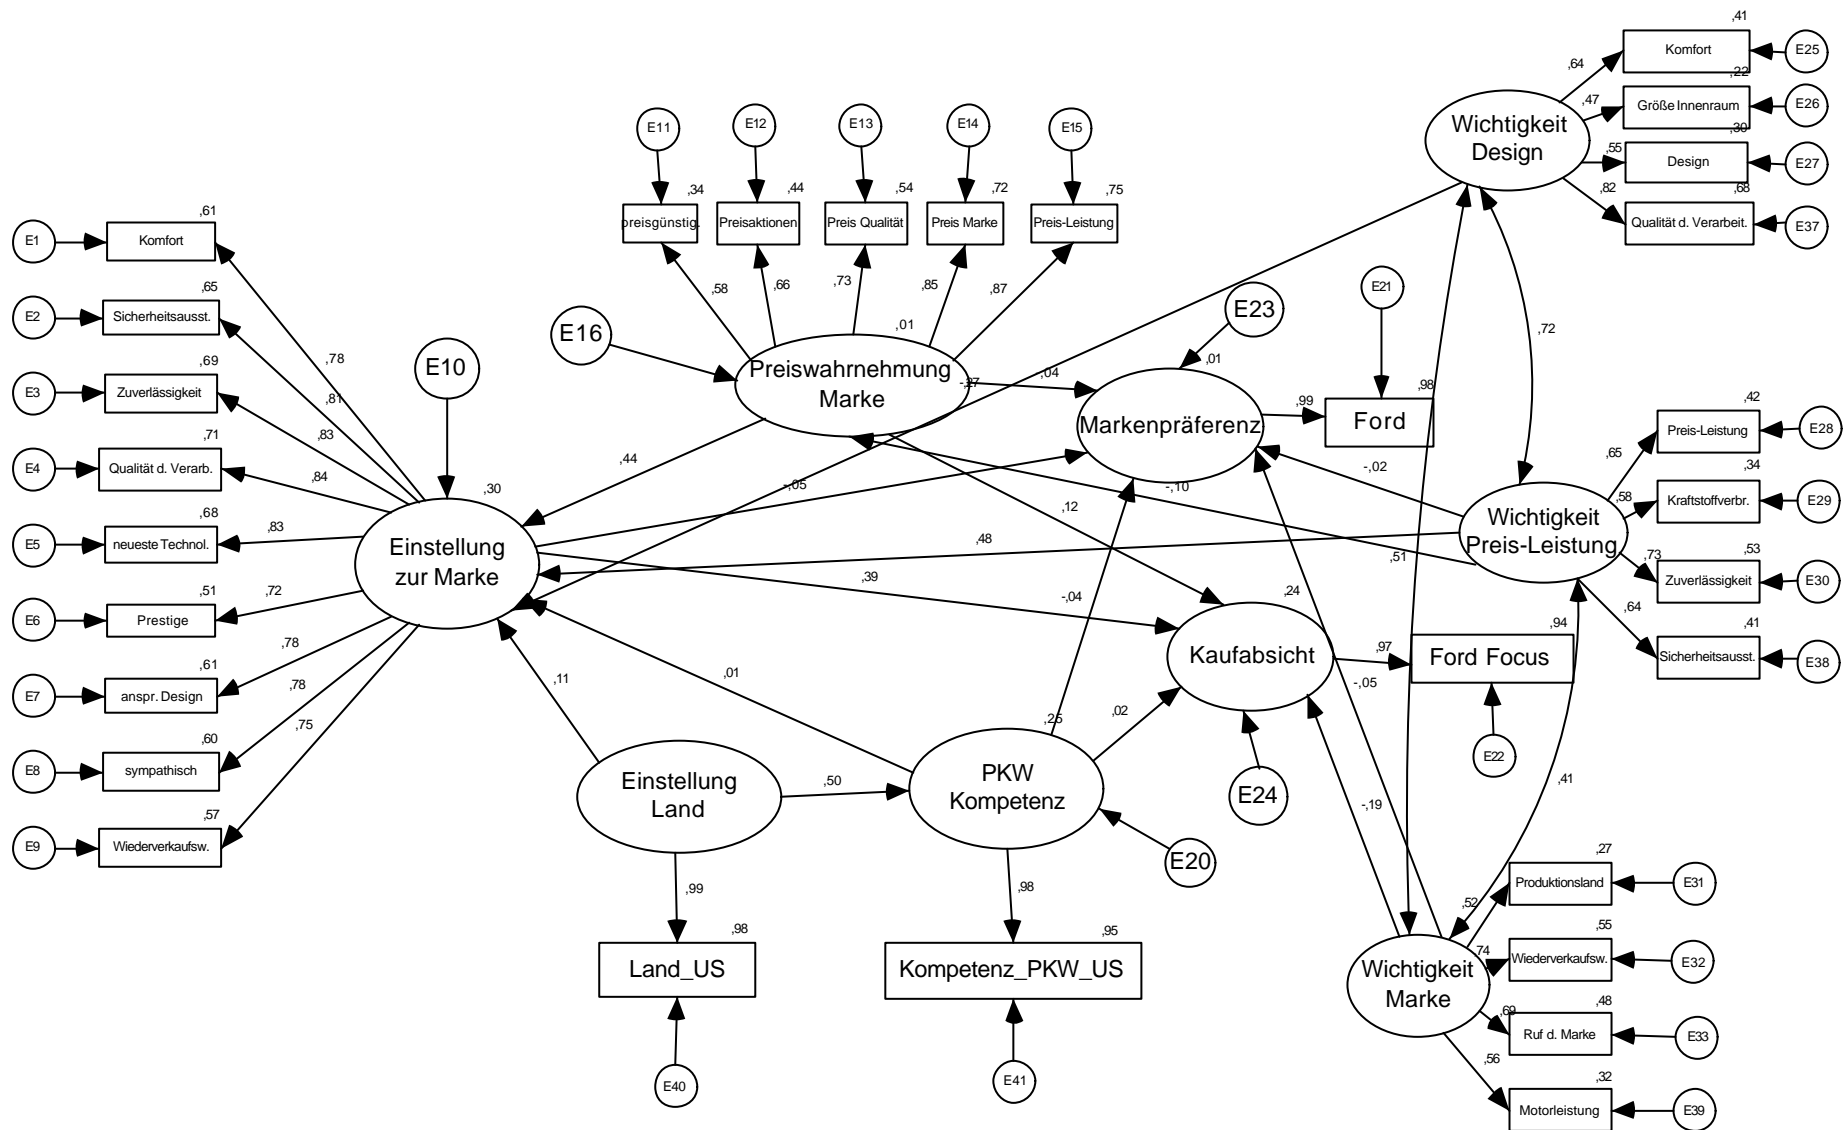 ,41
Komfort
E25
,64
,22
,47
Größe Innenraum
E26
,30
Wichtigkeit
Design
,55
Design
E27
,82
,68
Qualität d. Verarbeit.
E37
E11
E12
E13
E14
E15
,34
,44
,54
,72
,75
preisgünstig.
Preisaktionen
Preis Qualität
Preis Marke
Preis-Leistung
,58
,66
,73
,85
,87
E16
,01
Preiswahrnehmung
Marke
E23
,01
E21
-,27
,04
Markenpräferenz
,99
,98
Ford
,72
,61
E1
Komfort
,65
E2
Sicherheitsausst.
,78
,69
E3
Zuverlässigkeit
,81
E10
,71
,83
E4
Qualität d. Verarb.
,84
,68
E5
neueste Technol.
,83
,30
Einstellung
zur Marke
,51
E6
Prestige
,72
,61
E7
anspr. Design
,78
,60
E8
sympathisch
,78
,57
E9
Wiederverkaufsw.
,75
,44
-,05
-,10
-,02
,12
,48
,39
-,04
,51
,24
,42
Preis-Leistung
E28
,65
,34
,58
Kraftstoffverbr.
E29
Wichtigkeit
Preis-Leistung
,53
,73
Zuverlässigkeit
E30
,64
,41
Sicherheitsausst.
E38
Kaufabsicht
,97
,94
Ford Focus
-,05
E22
E24
,11
,01
,02
,25
Einstellung
Land
,50
PKW
Kompetenz
E20
,41
-,19
,99
,98
,98
Land_US
,95
Kompetenz_PKW_US
E40
E41
,27
,52
Produktionsland
E31
,55
,74
Wiederverkaufsw.
E32
Wichtigkeit
Marke
,48
,69
Ruf d. Marke
E33
,56
,32
Motorleistung
E39